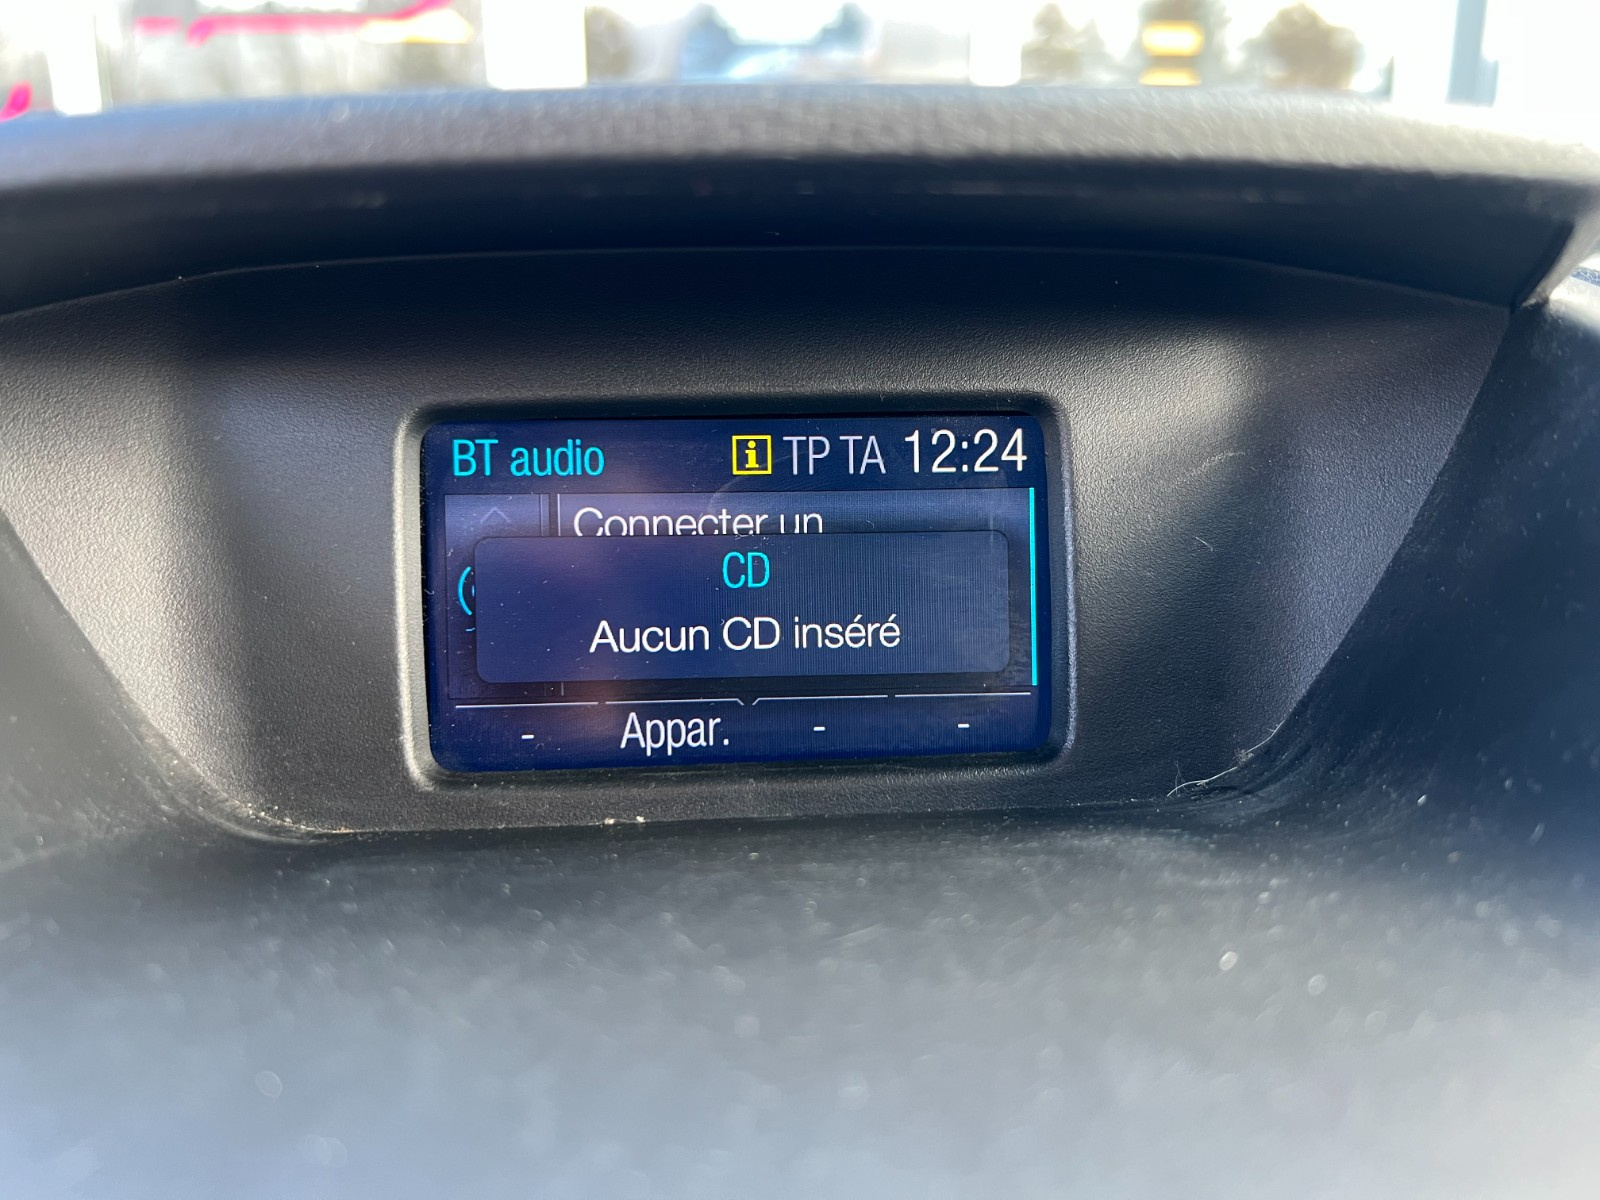 BT audio i TP TA 12:24
Connecter un
CD
Aucun CD inséré
- Appar. - -